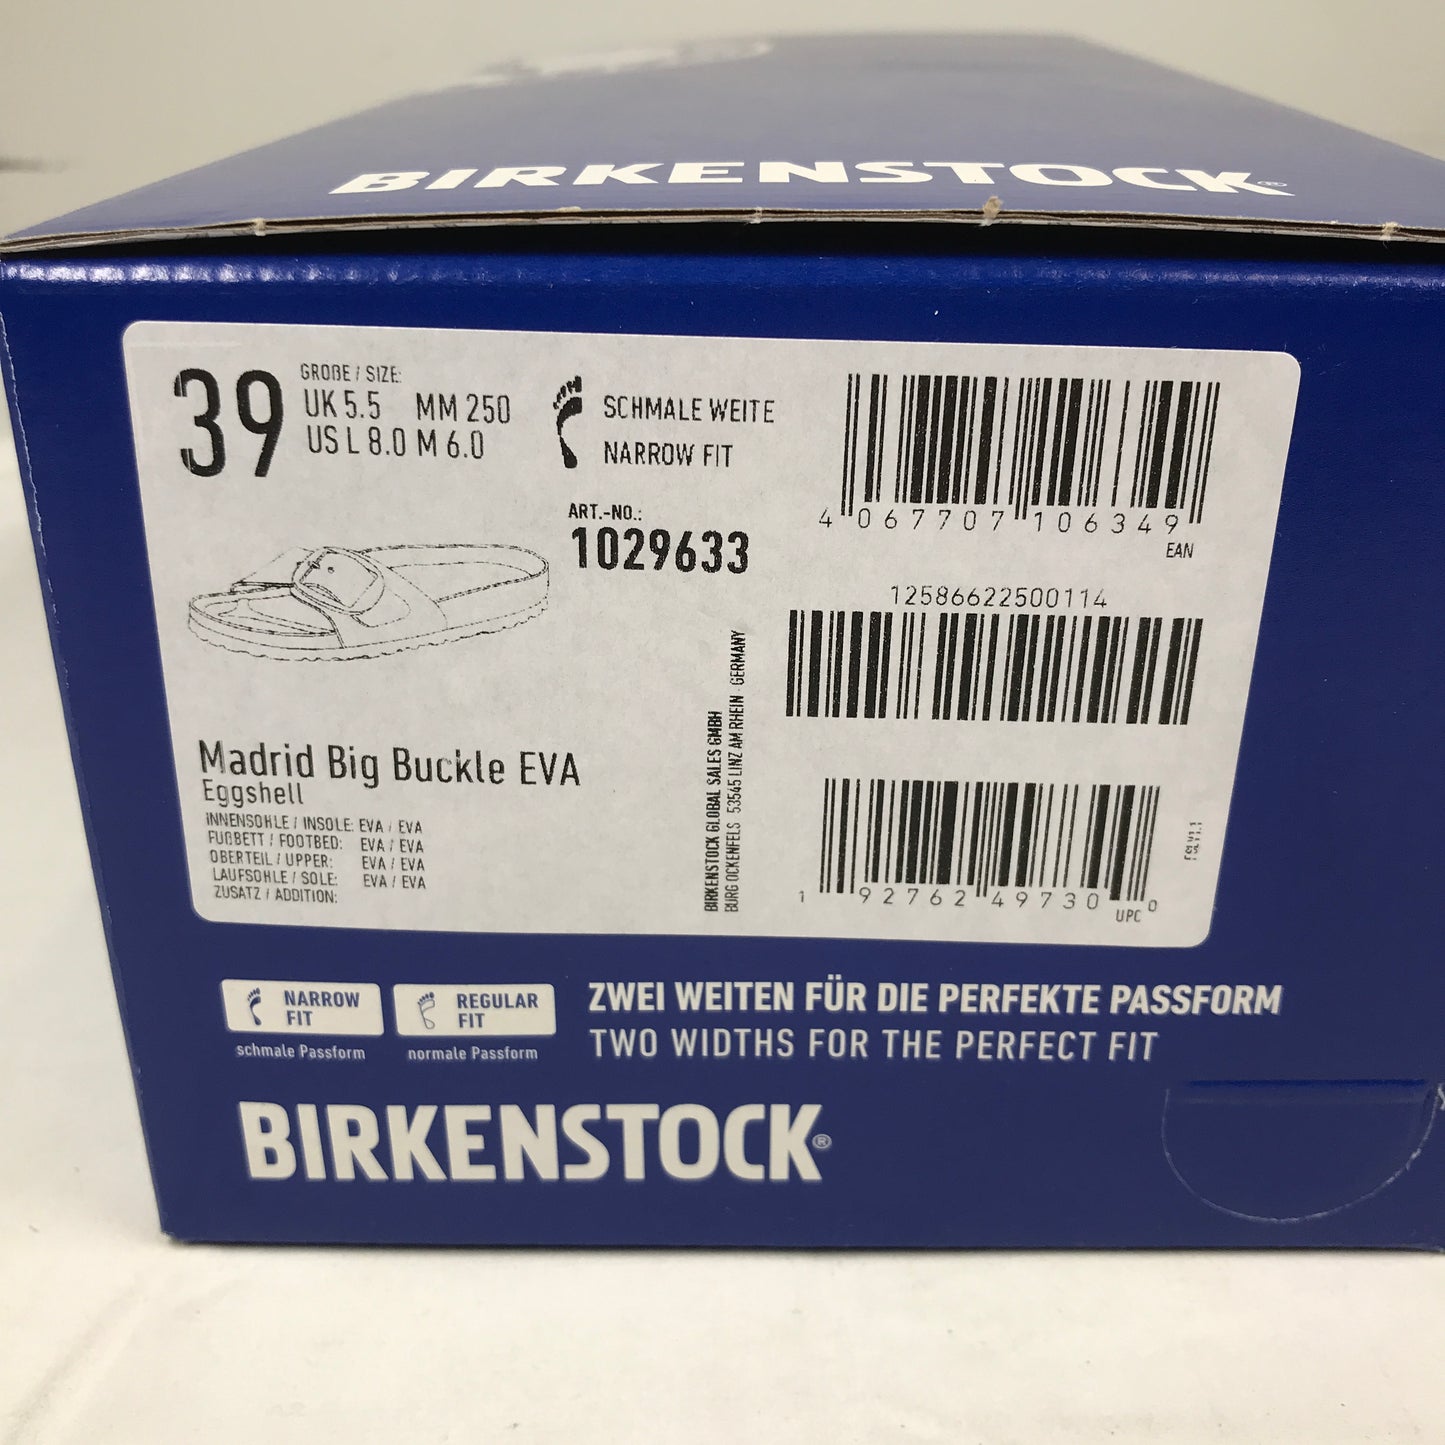 BIRKENSTOCK®
39
GRÖßE / SIZE:
UK 5.5 MM 250
US L 8.0 M 6.0
SCHMALE WEITE
NARROW FIT
ART.-NO.:
1029633
4 067707 106349
EAN
12586622500114
Madrid Big Buckle EVA
Eggshell
INNENSOHLE / INSOLE: EVA / EVA
FUßBETT / FOOTBED: EVA / EVA
OBERTEIL / UPPER: EVA / EVA
LAUFSOHLE / SOLE: EVA / EVA
ZUSATZ / ADDITION:
BIRKENSTOCK GLOBAL SALES GMBH
BURG OCKENFELS 53545 LINZ AM RHEIN · GERMANY
1 92762 49730 0
UPC
NARROW
FIT
schmale Passform
REGULAR
FIT
normale Passform
ZWEI WEITEN FÜR DIE PERFEKTE PASSFORM
TWO WIDTHS FOR THE PERFECT FIT
BIRKENSTOCK®